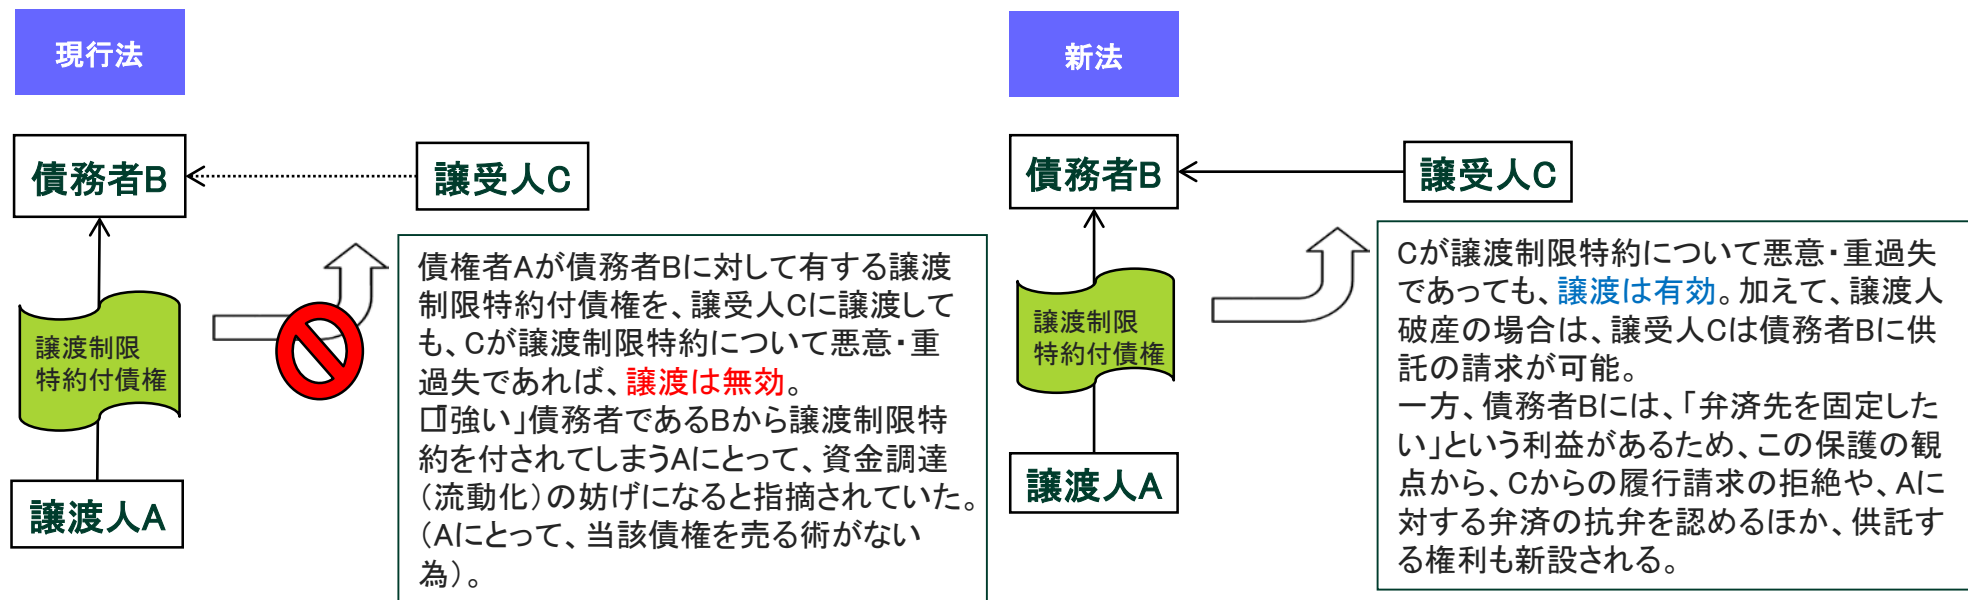 現行法
債務者B
譲受人C
譲渡制限
特約付債権
譲渡人A
債権者Aが債務者Bに対して有する譲渡
制限特約付債権を、譲受人Cに譲渡して
も、Cが譲渡制限特約について悪意・重
過失であれば、譲渡は無効。
「強い」債務者であるBから譲渡制限特
約を付されてしまうAにとって、資金調達
（流動化）の妨げになると指摘されていた。
（Aにとって、当該債権を売る術がない
為）。
新法
債務者B
譲受人C
譲渡制限
特約付債権
譲渡人A
Cが譲渡制限特約について悪意・重過失
であっても、譲渡は有効。加えて、譲渡人
破産の場合は、譲受人Cは債務者Bに供
託の請求が可能。
一方、債務者Bには、「弁済先を固定した
い」という利益があるため、この保護の観
点から、Cからの履行請求の拒絶や、Aに
対する弁済の抗弁を認めるほか、供託す
る権利も新設される。